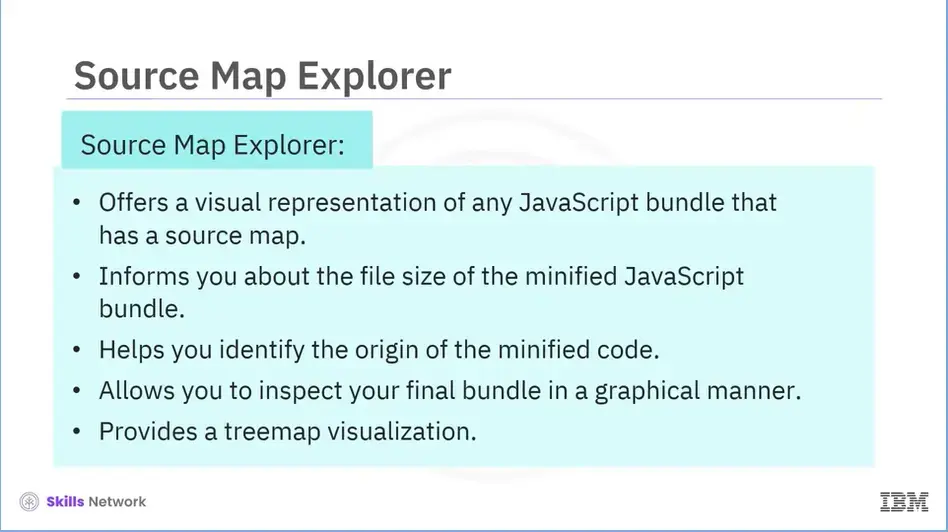 Source Map Explorer
Source Map Explorer:
• Offers a visual representation of any JavaScript bundle that
has a source map.
• Informs you about the file size of the minified JavaScript
bundle.
• Helps you identify the origin of the minified code.
• Allows you to inspect your final bundle in a graphical manner.
• Provides a treemap visualization.
Skills Network
IBM